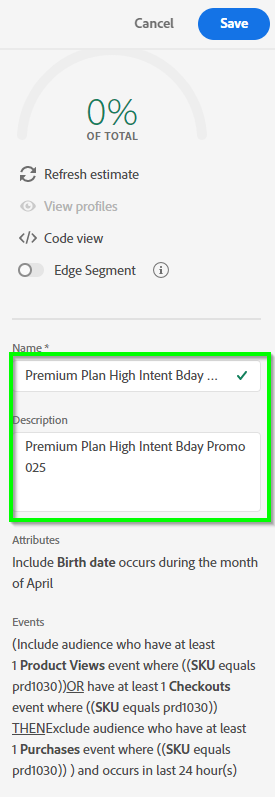 Cancel Save
0%
OF TOTAL
Refresh estimate
View profiles
</> Code view
Edge Segment
Name *
Premium Plan High Intent Bday ...
Description
Premium Plan High Intent Bday Promo
025
Attributes
Include Birth date occurs during the month
of April
Events
(Include audience who have at least
1 Product Views event where ((SKU equals
prd1030))OR have at least 1 Checkouts
event where ((SKU equals prd1030))
THENExclude audience who have at least
1 Purchases event where ((SKU equals
prd1030)) ) and occurs in last 24 hour(s)